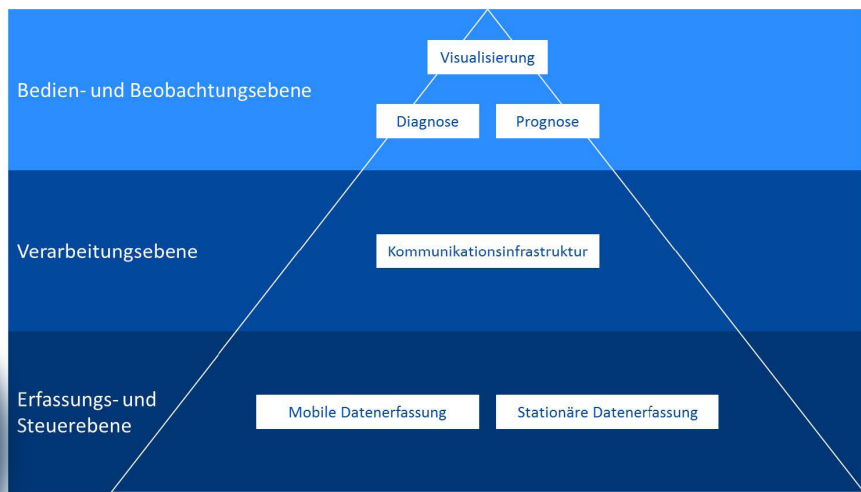 Visualisierung
Bedien- und Beobachtungsebene
Diagnose
Prognose
Verarbeitungsebene
Kommunikationsinfrastruktur
Erfassungs- und
Steuerebene
Mobile Datenerfassung
Stationäre Datenerfassung